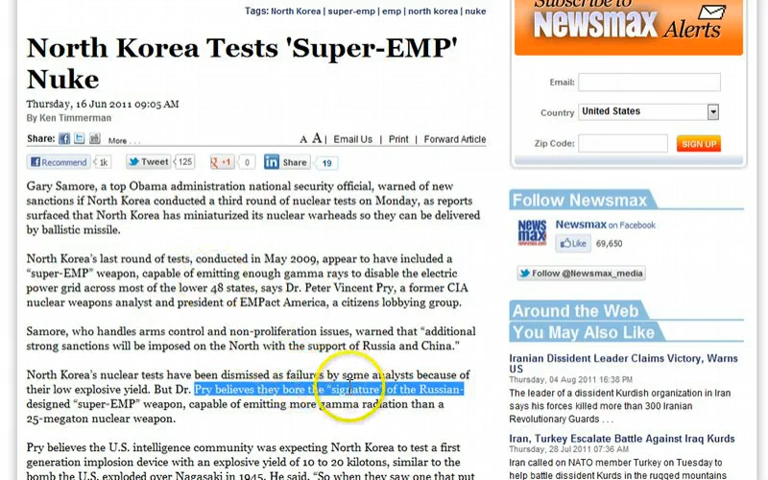 Tags: North Korea | super-emp | emp | north korea | nuke
North Korea Tests 'Super-EMP'
Nuke
Thursday, 16 Jun 2011 09:05 AM
By Ken Timmerman
Share: More . . . A A | Email Us | Print | Forward Article
Recommend 1k Tweet 125 +1 0 in Share 19
Gary Samore, a top Obama administration national security official, warned of new
sanctions if North Korea conducted a third round of nuclear tests on Monday, as reports
surfaced that North Korea has miniaturized its nuclear warheads so they can be delivered
by ballistic missile.
North Korea's last round of tests, conducted in May 2009, appear to have included a
“super-EMP” weapon, capable of emitting enough gamma rays to disable the electric
power grid across most of the lower 48 states, says Dr. Peter Vincent Pry, a former CIA
nuclear weapons analyst and president of EMPact America, a citizens lobbying group.
Samore, who handles arms control and non-proliferation issues, warned that “additional
strong sanctions will be imposed on the North with the support of Russia and China.”
North Korea's nuclear tests have been dismissed as failures by some analysts because of
their low explosive yield. But Dr. Pry believes they bore the “signature” of the Russian-
designed “super-EMP” weapon, capable of emitting more gamma radiation than a
25-megaton nuclear weapon.
Pry believes the U.S. intelligence community was expecting North Korea to test a first
generation implosion device with an explosive yield of 10 to 20 kilotons, similar to the
bomb the U.S. exploded over Nagasaki in 1945. He said, “So when they saw one that put
Subscribe to
Newsmax
Alerts
Email:
Country United States
Zip Code: SIGN UP
Follow Newsmax
NEWS
MAX
Newsmax on Facebook
Like 69,650
Follow @Newsmax_media
Around the Web
You May Also Like
Iranian Dissident Leader Claims Victory, Warns
US
Thursday, 04 Aug 2011 16:38 PM
The leader of a dissident Kurdish organization in Iran
says his forces killed more than 300 Iranian
Revolutionary Guards . . .
Iran, Turkey Escalate Battle Against Iraq Kurds
Thursday, 28 Jul 2011 07:36 AM
Iran called on NATO member Turkey on Tuesday to
help battle dissident Kurds in the rugged mountains